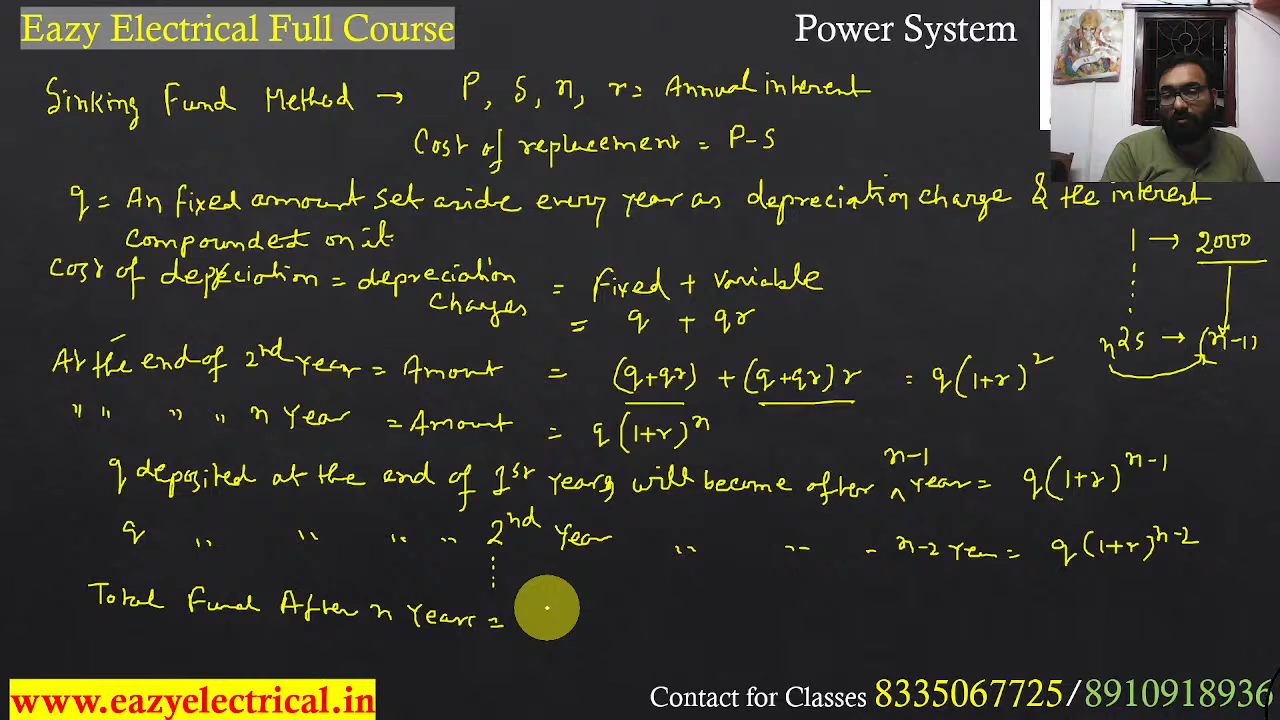 Eazy Electrical Full Course
Power System
Sinking Fund Method → P, S, n, r = Annual interest
Cost of replacement = P-S
q = An fixed amount set aside every year as depreciation charge & the interest
compounded on it
1 → 2000
Cost of depreciation = depreciation charges = fixed + variable
= q + qr
n25 → (n-1)
At the end of 2nd year = Amount = (q+qr) + (q+qr)r = q(1+r)^2
" " " " n Year = Amount = q(1+r)^n
q deposited at the end of 1st years, will become after n-1 year = q(1+r)^n-1
q " " " " 2nd year " " " n-2 year = q(1+r)^n-2
Total Fund After n Years =
www.eazyelectrical.in
Contact for Classes 8335067725/8910918936